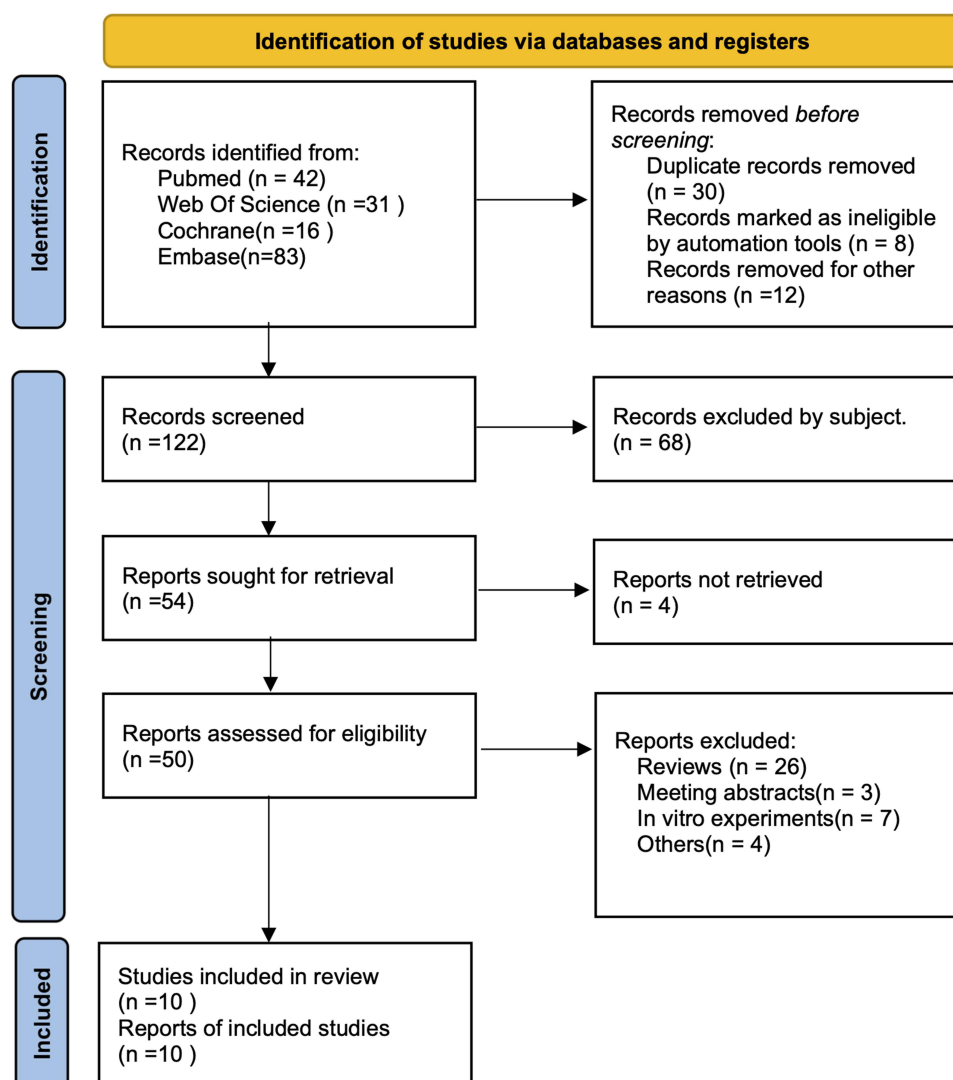 Identification of studies via databases and registers
Identification
Records identified from:
Pubmed (n = 42)
Web Of Science (n =31 )
Cochrane(n =16 )
Embase(n=83)
Records removed before
screening:
Duplicate records removed
(n = 30)
Records marked as ineligible
by automation tools (n = 8)
Records removed for other
reasons (n =12)
Screening
Records screened
(n =122)
Records excluded by subject.
(n = 68)
Reports sought for retrieval
(n =54)
Reports not retrieved
(n = 4)
Reports assessed for eligibility
(n =50)
Reports excluded:
Reviews (n = 26)
Meeting abstracts(n = 3)
In vitro experiments(n = 7)
Others(n = 4)
Included
Studies included in review
(n =10 )
Reports of included studies
(n =10 )